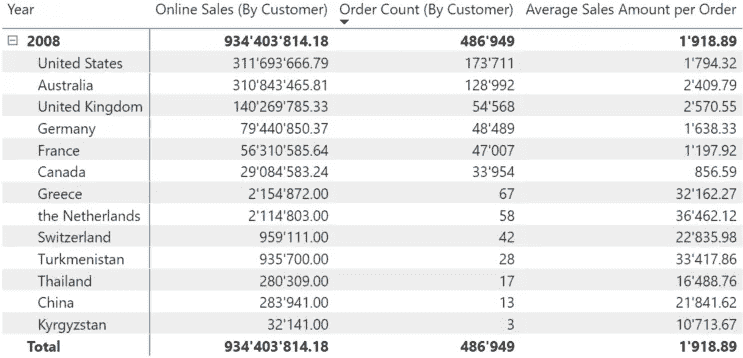 Year Online Sales (By Customer) Order Count (By Customer) Average Sales Amount per Order
2008 934'403'814.18 486'949 1'918.89
United States 311'693'666.79 173'711 1'794.32
Australia 310'843'465.81 128'992 2'409.79
United Kingdom 140'269'785.33 54'568 2'570.55
Germany 79'440'850.37 48'489 1'638.33
France 56'310'585.64 47'007 1'197.92
Canada 29'084'583.24 33'954 856.59
Greece 2'154'872.00 67 32'162.27
the Netherlands 2'114'803.00 58 36'462.12
Switzerland 959'111.00 42 22'835.98
Turkmenistan 935'700.00 28 33'417.86
Thailand 280'309.00 17 16'488.76
China 283'941.00 13 21'841.62
Kyrgyzstan 32'141.00 3 10'713.67
Total 934'403'814.18 486'949 1'918.89